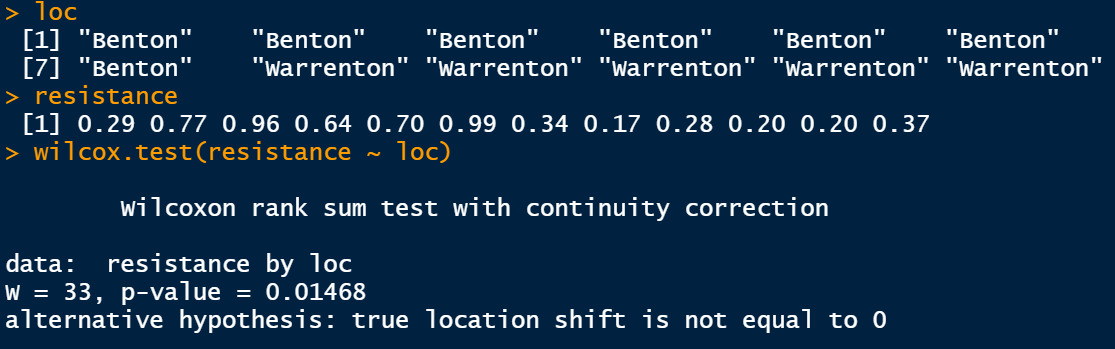 > loc
 [1] "Benton"    "Benton"    "Benton"    "Benton"    "Benton"    "Benton"
 [7] "Benton"    "Warrenton" "Warrenton" "Warrenton" "Warrenton" "Warrenton"
> resistance
 [1] 0.29 0.77 0.96 0.64 0.70 0.99 0.34 0.17 0.28 0.20 0.20 0.37
> wilcox.test(resistance ~ loc)
        Wilcoxon rank sum test with continuity correction
data:  resistance by loc
W = 33, p-value = 0.01468
alternative hypothesis: true location shift is not equal to 0